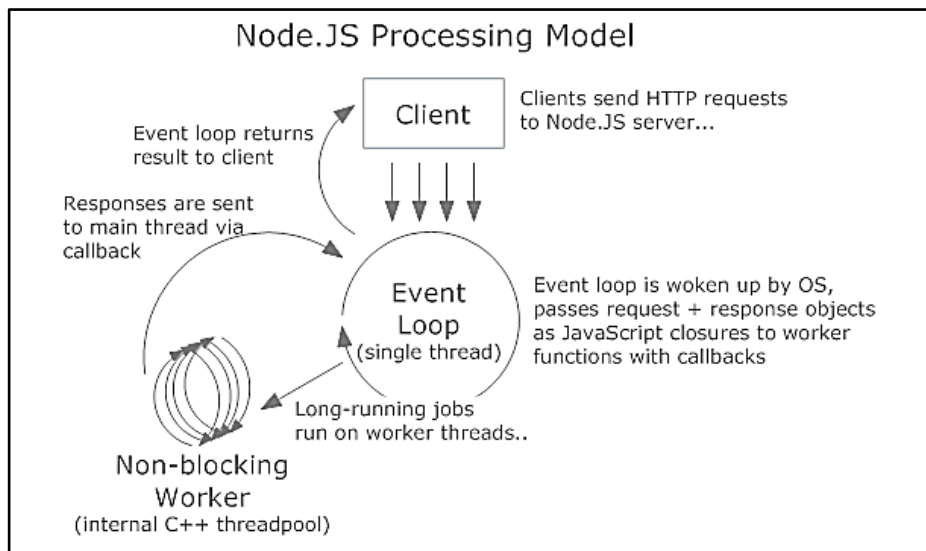 Node.JS Processing Model
Client
Clients send HTTP requests
to Node.JS server...
Event loop returns
result to client
Responses are sent
to main thread via
callback
Event
Loop
(single thread)
Event loop is woken up by OS,
passes request + response objects
as JavaScript closures to worker
functions with callbacks
Long-running jobs
run on worker threads..
Non-blocking
Worker
(internal C++ threadpool)